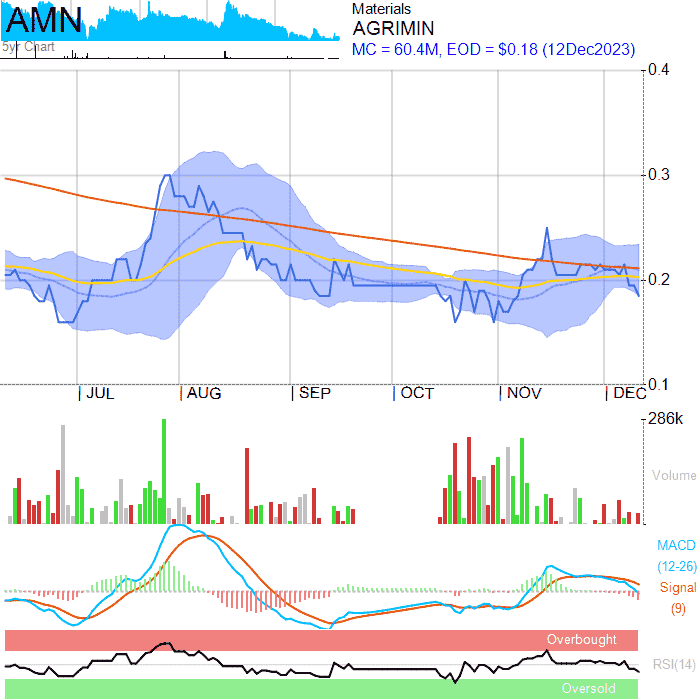 AMN
5yr Chart
Materials
AGRIMIN
MC = 60.4M, EOD = $0.18 (12Dec2023)
0.4
0.3
0.2
0.1
| JUL | AUG | SEP | OCT | NOV | DEC
286k
Volume
MACD
(12-26)
Signal
(9)
Overbought
RSI(14)
Oversold